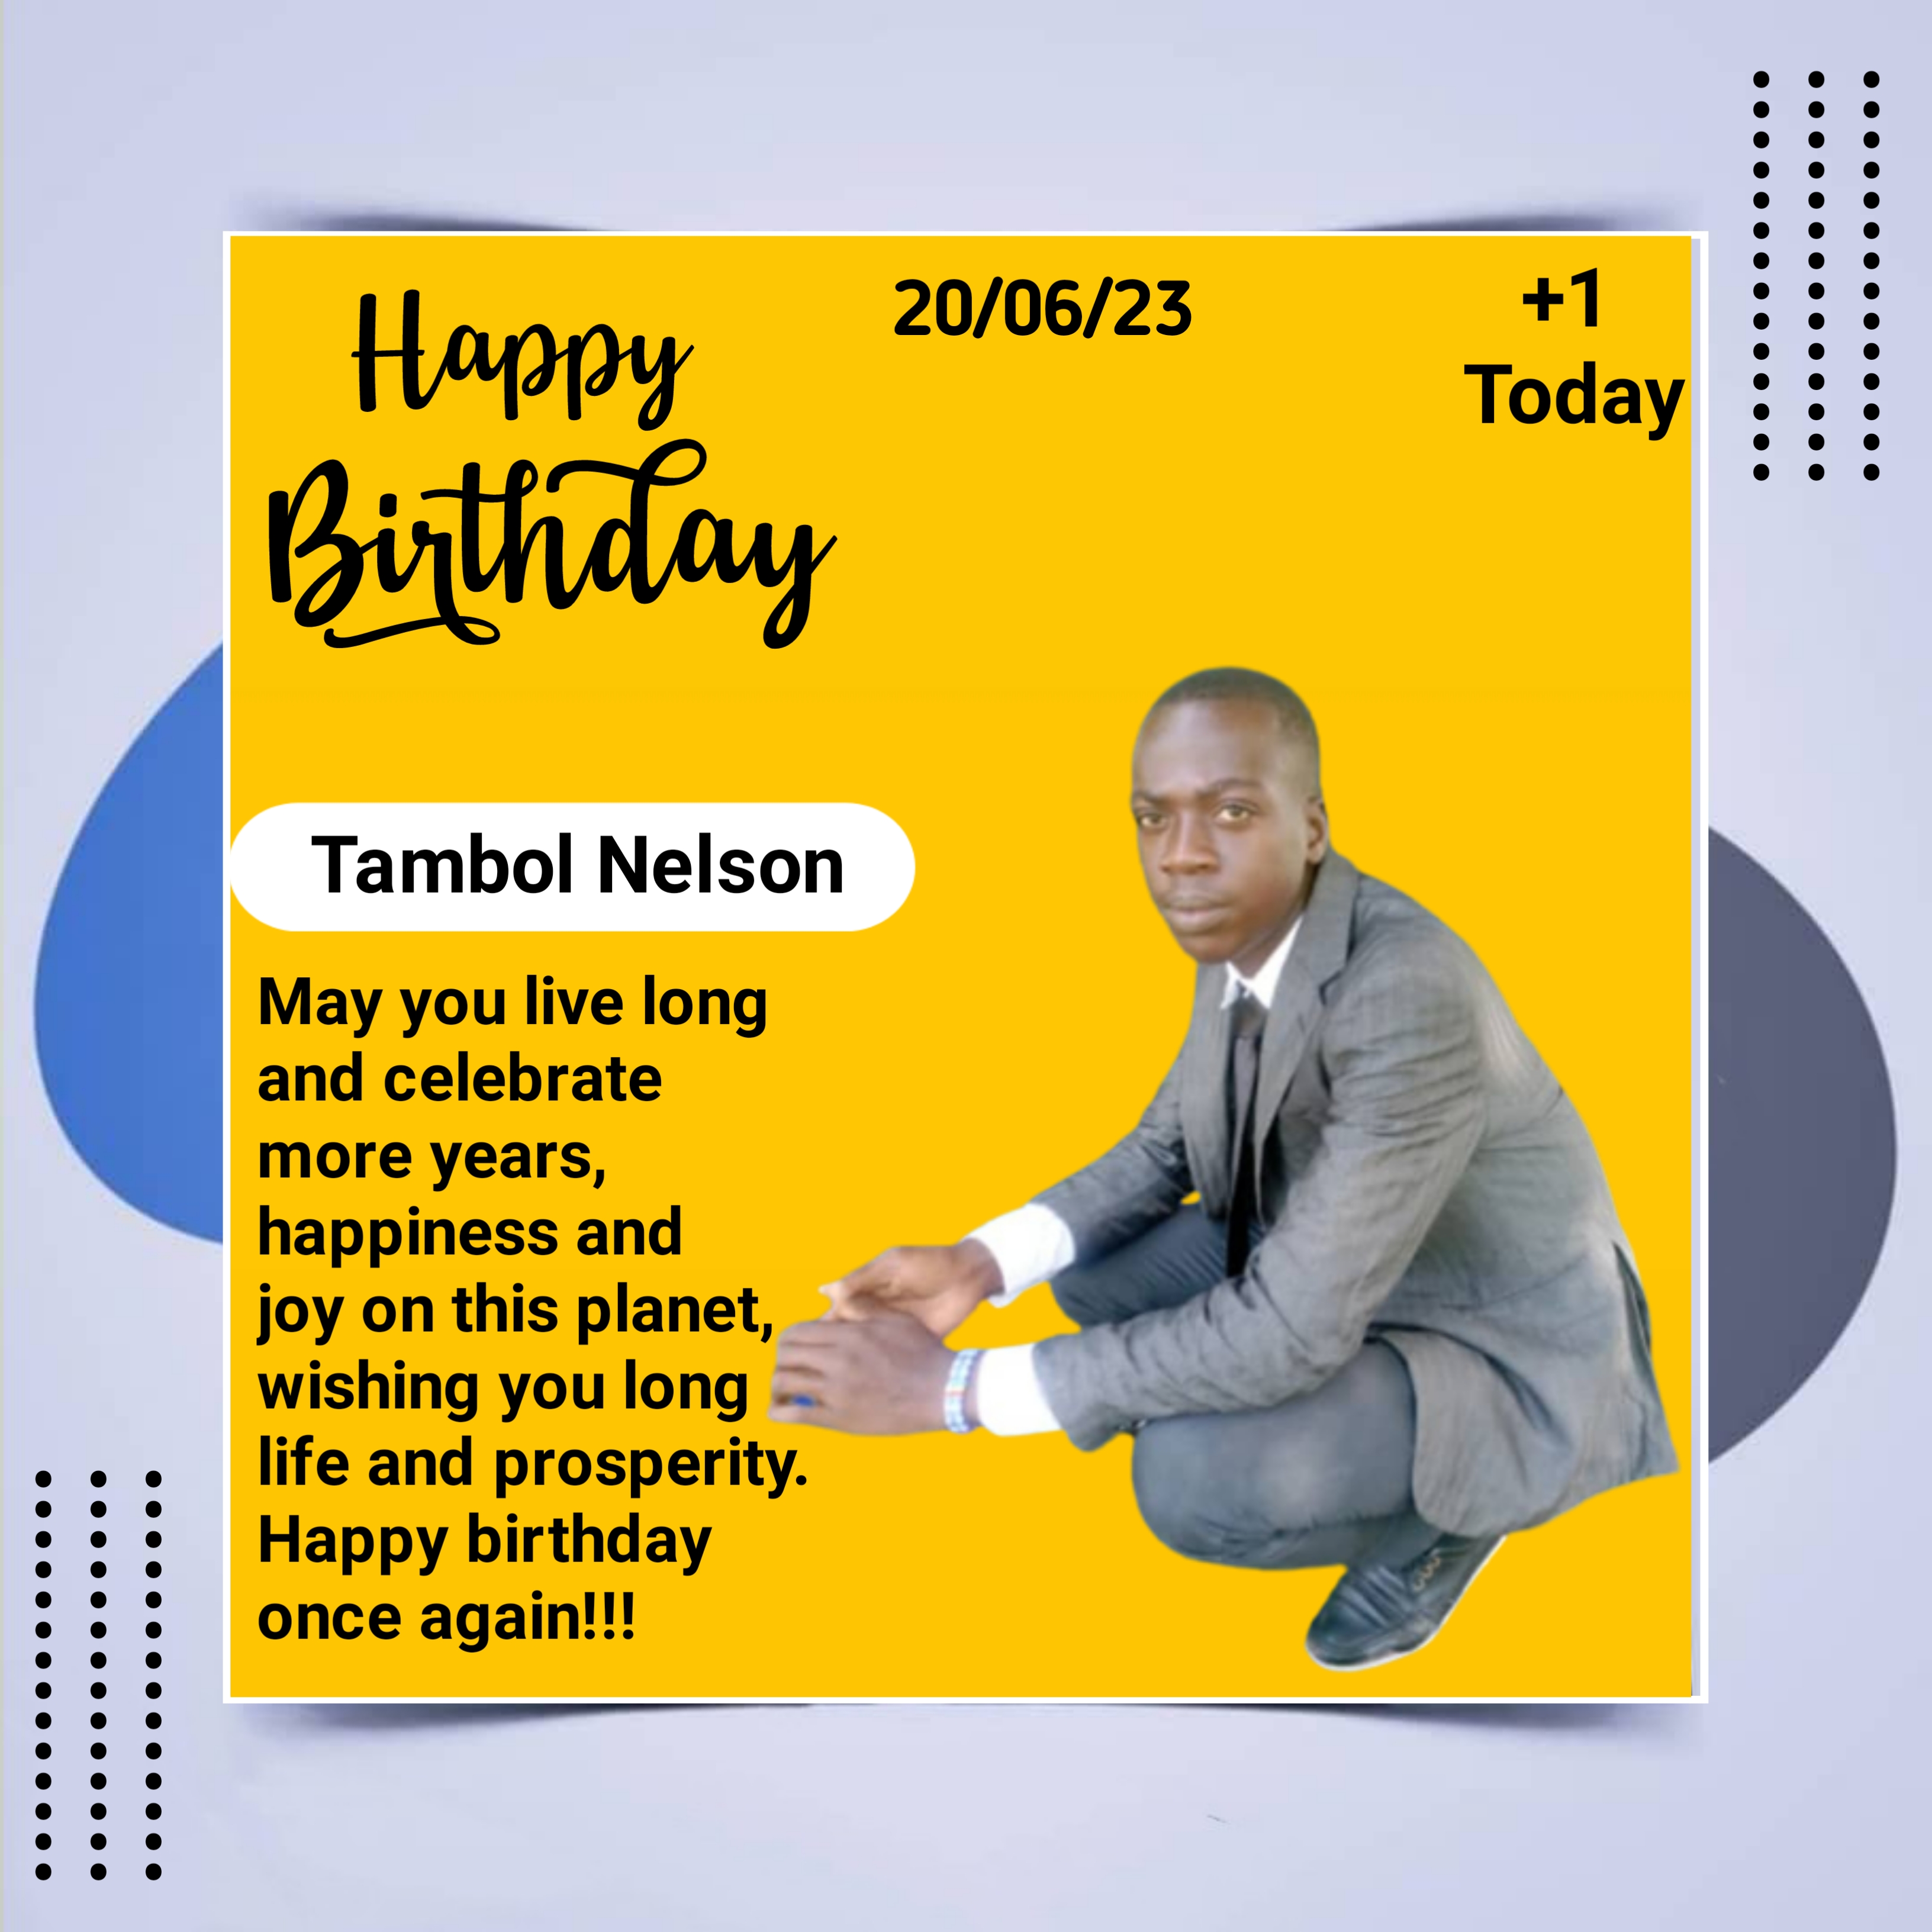 Happy
Birthday
20/06/23
+1
Today
Tambol Nelson
May you live long
and celebrate
more years,
happiness and
joy on this planet,
wishing you long
life and prosperity.
Happy birthday
once again!!!